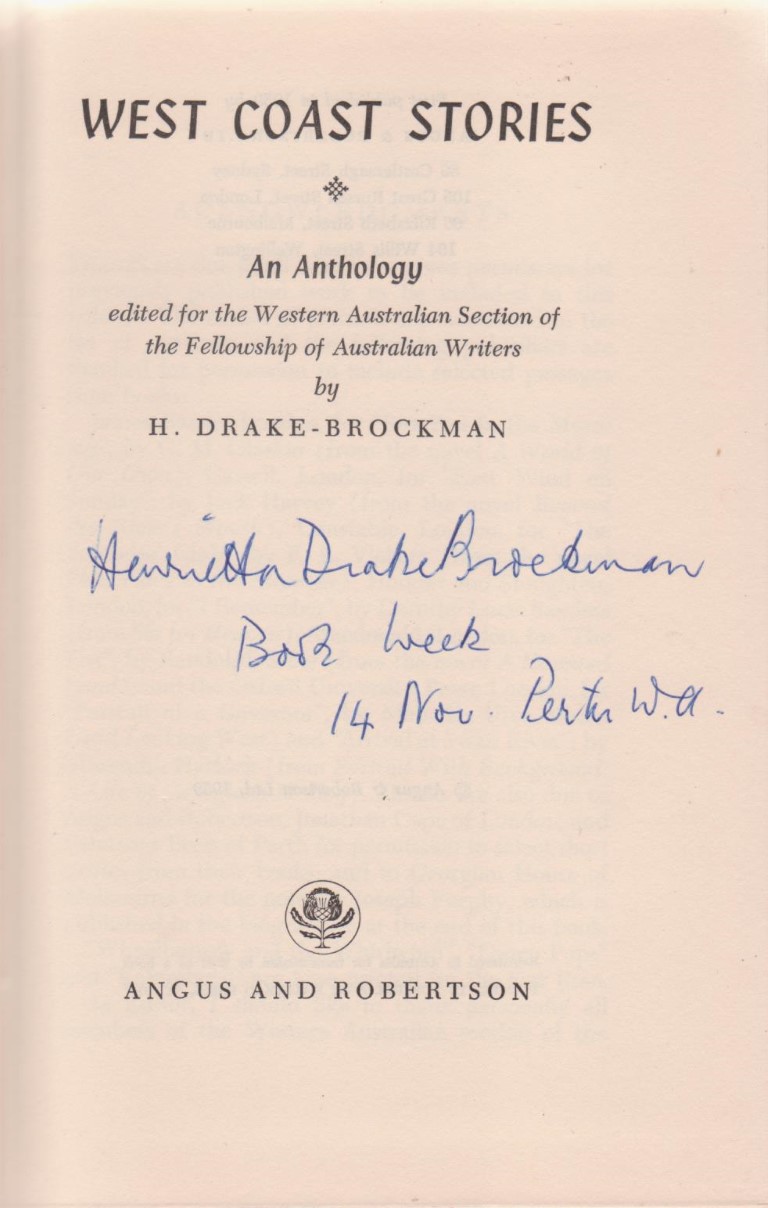 WEST COAST STORIES
An Anthology
edited for the Western Australian Section of
the Fellowship of Australian Writers
by
H. DRAKE-BROCKMAN
Henrietta Drake Brockman
Book Week
14 Nov. Perth W.A.
ANGUS AND ROBERTSON